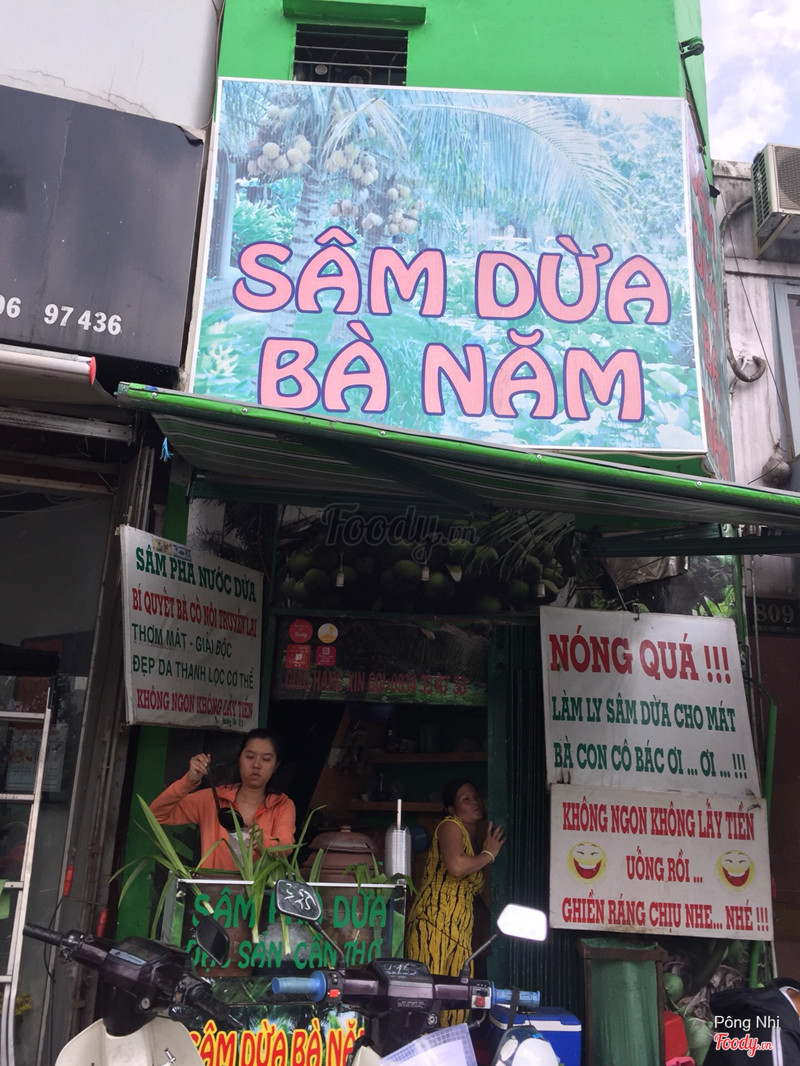 SÂM DỪA
BÀ NĂM
97436
Foody.vn
SÂM PHA NƯỚC DỪA
BÍ QUYẾT BÀ CỐ NỘI TRUYỀN LẠI
THƠM MÁT - GIẢI ĐỘC
ĐẸP DA THANH LỌC CƠ THỂ
KHÔNG NGON KHÔNG LẤY TIỀN
809
NÓNG QUÁ !!!
LÀM LY SÂM DỪA CHO MÁT
BÀ CON CÔ BÁC ƠI ... ƠI ... !!!
KHÔNG NGON KHÔNG LẤY TIỀN
UỐNG RỒI ...
GHIỀN RÁNG CHỊU NHE... NHÉ !!!
SÂM DỪA
SẢN CẦN THƠ
SÂM DỪA BÀ NĂM
Pông Nhi
Foody.vn